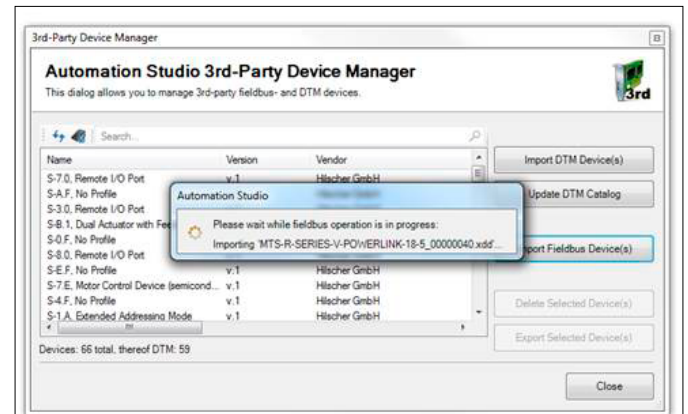 3rd-Party Device Manager
Automation Studio 3rd-Party Device Manager
This dialog allows you to manage 3rd-party fieldbus- and DTM devices.
3rd
Search...
Name Version Vendor
Import DTM Device(s)
S-7.0, Remote I/O Port v.1 Hilscher GmbH
S-A.F, No Profile
Automation Studio
Update DTM Catalog
S-3.0, Remote I/O Port
S-B.1, Dual Actuator with Fee
Please wait while fieldbus operation is in progress:
S-0.F, No Profile
Importing 'MTS-R-SERIES-V-POWERLINK-18-5_00000040.xdd'...
port Fieldbus Device(s)
S-8.0, Remote I/O Port
S-E.F, No Profile v.1 Hilscher GmbH
S-7.E, Motor Control Device (semicond... v.1 Hilscher GmbH
S-4.F, No Profile v.1 Hilscher GmbH
Delete Selected Device(s)
S-1.A, Extended Addressing Mode v.1 Hilscher GmbH
Export Selected Device(s)
Devices: 66 total, thereof DTM: 59
Close